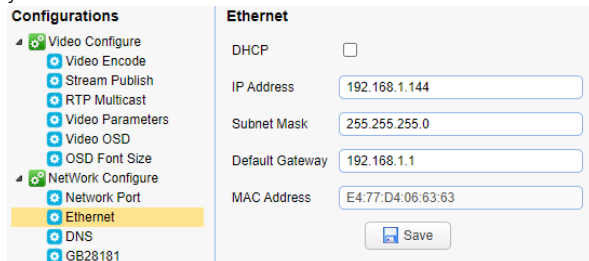 Configurations
Video Configure
Video Encode
Stream Publish
RTP Multicast
Video Parameters
Video OSD
OSD Font Size
NetWork Configure
Network Port
Ethernet
DNS
GB28181
Ethernet
DHCP
IP Address 192.168.1.144
Subnet Mask 255.255.255.0
Default Gateway 192.168.1.1
MAC Address E4:77:D4:06:63:63
Save